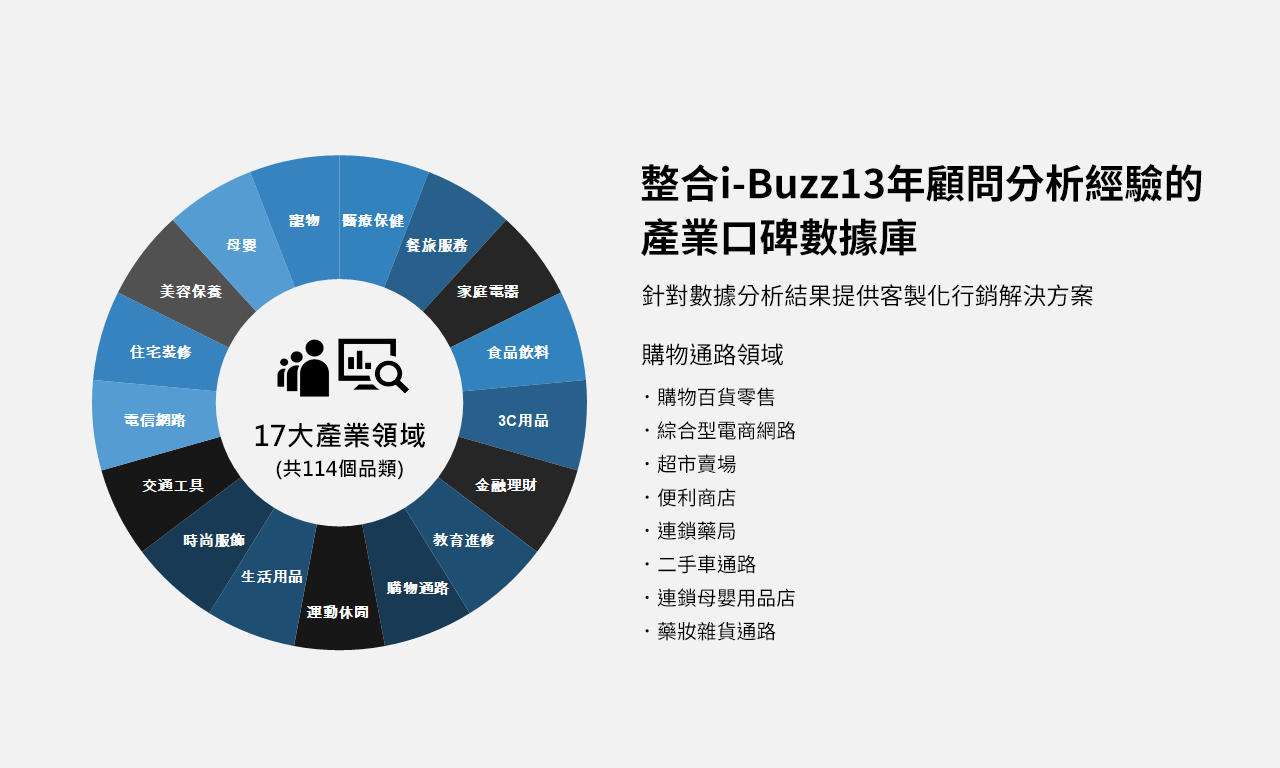 整合i-Buzz13年顧問分析經驗的
產業口碑數據庫
針對數據分析結果提供客製化行銷解決方案
購物通路領域
・購物百貨零售
・綜合型電商網路
・超市賣場
・便利商店
・連鎖藥局
・二手車通路
・連鎖母嬰用品店
・藥妝雜貨通路
醫療保健
餐旅服務
家庭電器
食品飲料
3C用品
金融理財
教育進修
購物通路
運動休閒
生活用品
時尚服飾
交通工具
電信網路
住宅裝修
美容保養
母嬰
寵物
17大產業領域
(共114個品類)